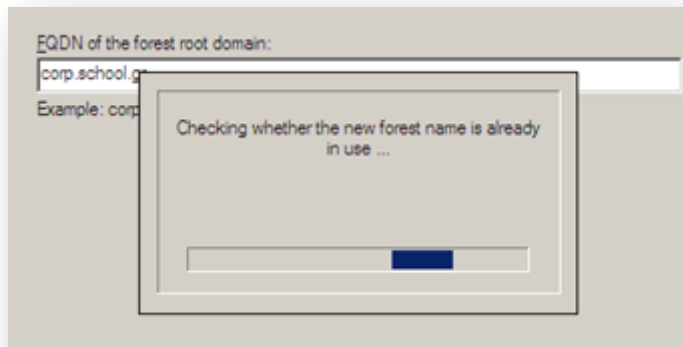 FQDN of the forest root domain:
corp.school.gr
Example: corp
Checking whether the new forest name is already
in use ...